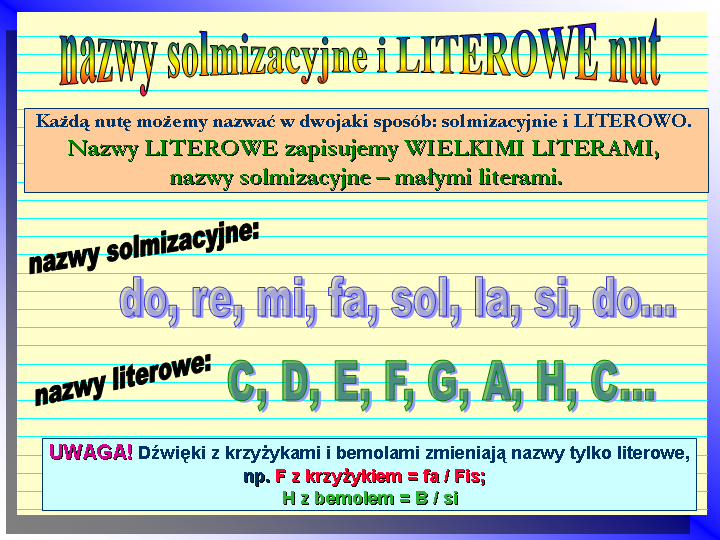 nazwy solmizacyjne i LITEROWE nut
Każdą nutę możemy nazwać w dwojaki sposób: solmizacyjnie i LITEROWO.
Nazwy LITEROWE zapisujemy WIELKIMI LITERAMI,
nazwy solmizacyjne – małymi literami.
nazwy solmizacyjne:
do, re, mi, fa, sol, la, si, do...
nazwy literowe:
C, D, E, F, G, A, H, C...
UWAGA! Dźwięki z krzyżykami i bemolami zmieniają nazwy tylko literowe,
np. F z krzyżykiem = fa / Fis;
H z bemolem = B / si